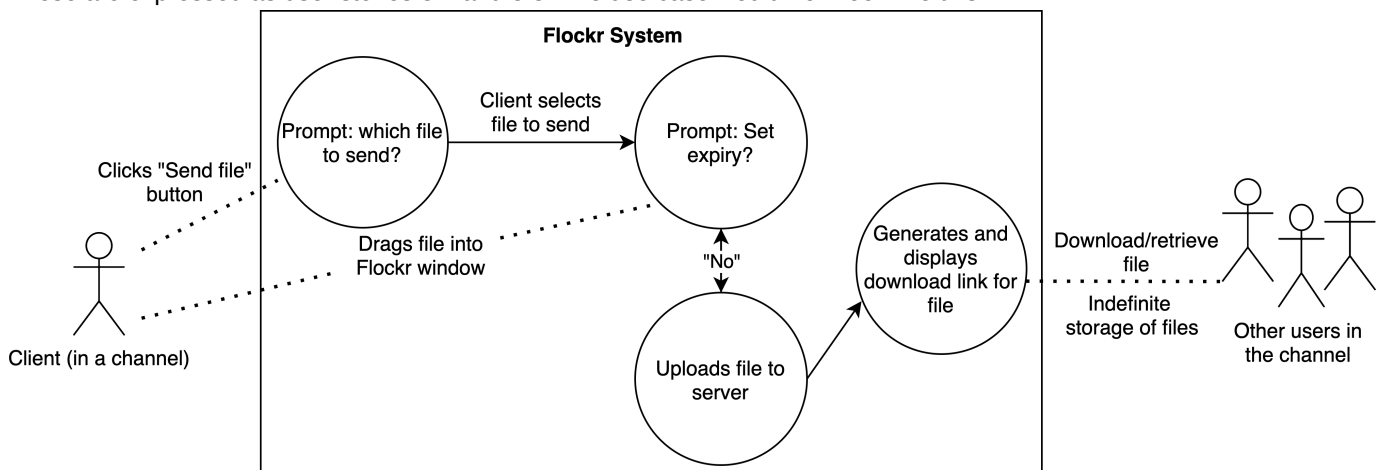 Flockr System
Prompt: which file
to send?
Client selects
file to send
Prompt: Set
expiry?
Clicks "Send file"
button
Drags file into
Flockr window
"No"
Generates and
displays
download link for
file
Download/retrieve
file
Indefinite
storage of files
Uploads file to
server
Client (in a channel)
Other users in
the channel